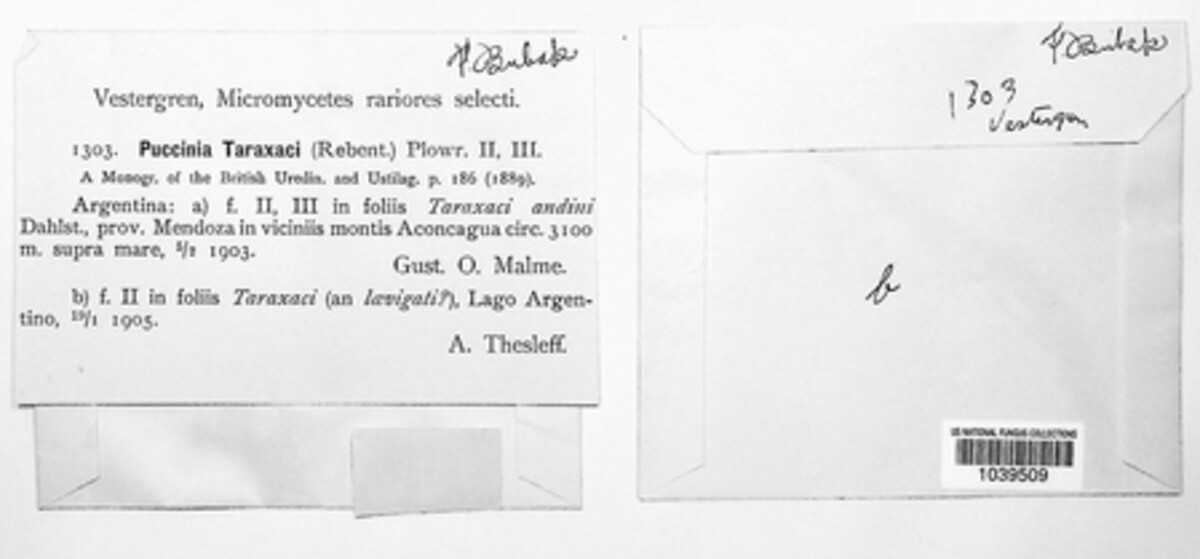 F Bubak
Vestergren, Micromycetes rariores selecti.
1303. Puccinia Taraxaci (Rebent.) Plowr. II, III.
A Monogr. of the British Uredin. and Ustilag. p. 186 (1889).
Argentina: a) f. II, III in foliis Taraxaci andini
Dahlst., prov. Mendoza in viciniis montis Aconcagua circ. 3100
m. supra mare, 8/1 1903.
Gust. O. Malme.
b) f. II in foliis Taraxaci (an lævigati?), Lago Argen-
tino, 19/1 1905.
A. Thesleff.
F Bubak
1303
Vestergren
b
US NATIONAL FUNGUS COLLECTIONS
1039509